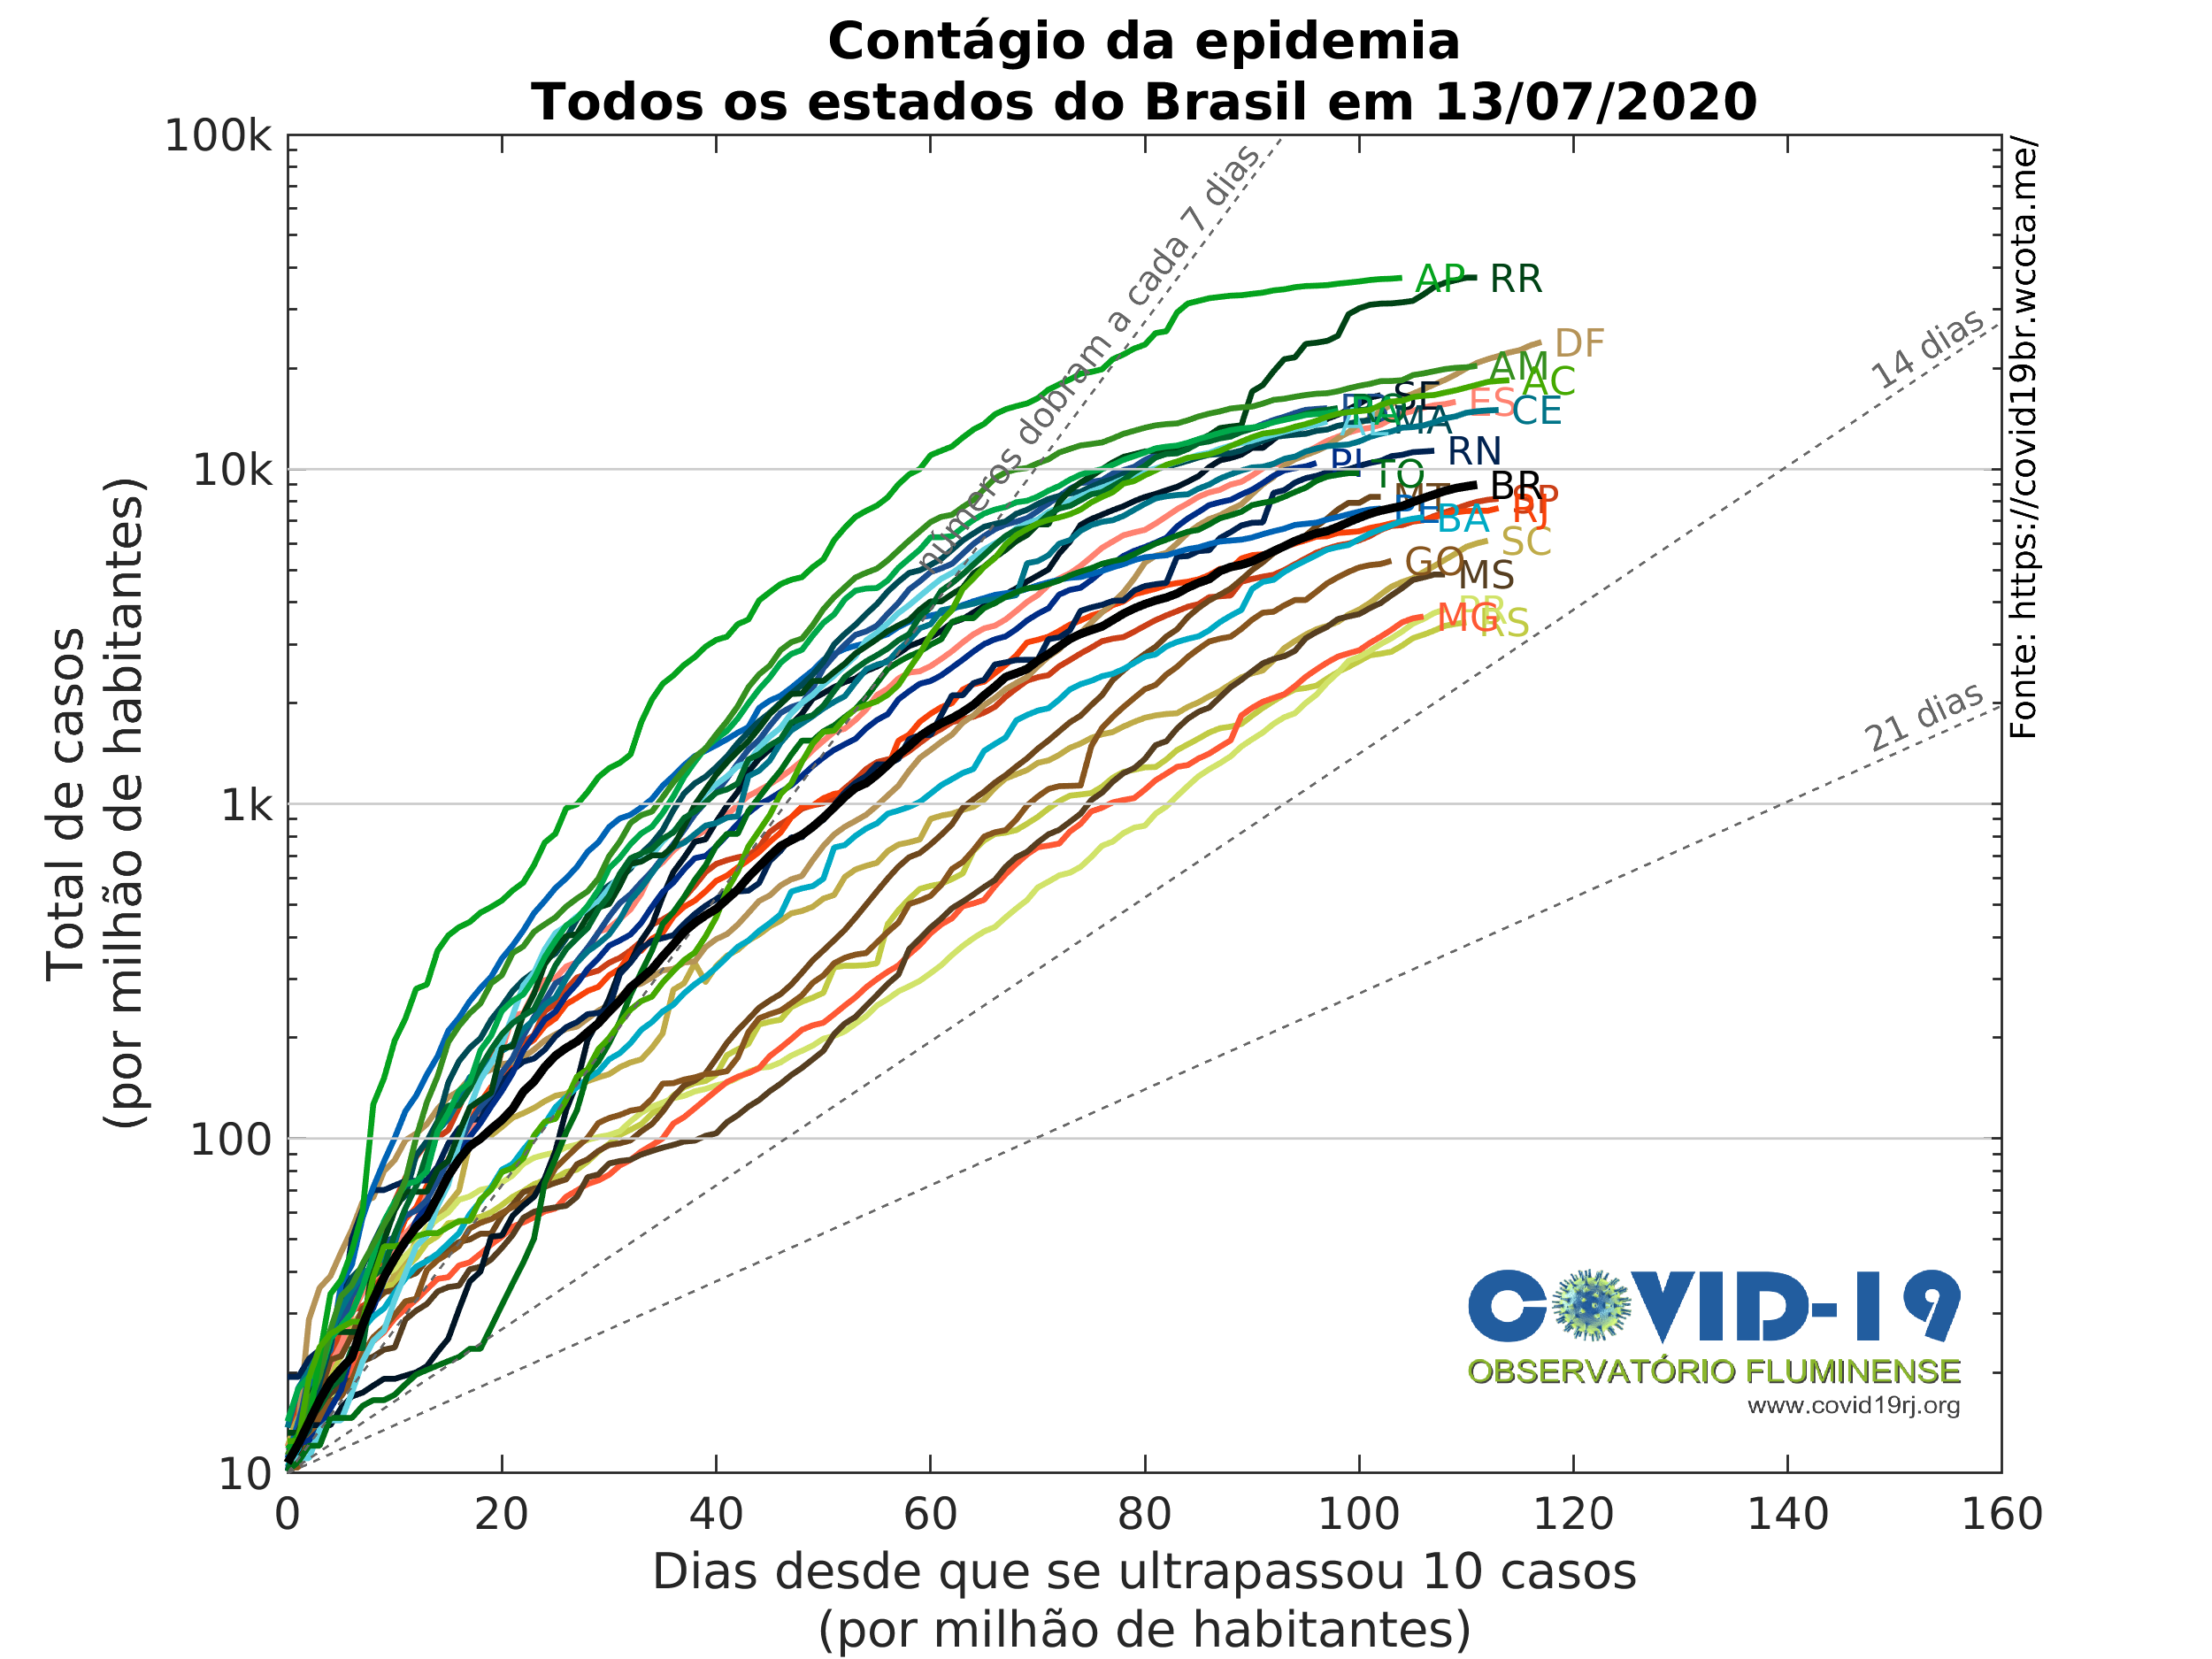 Contágio da epidemia
Todos os estados do Brasil em 13/07/2020
Total de casos
(por milhão de habitantes)
100k
10k
1k
100
10
0 20 40 60 80 100 120 140 160
Dias desde que se ultrapassou 10 casos
(por milhão de habitantes)
números dobram a cada 7 dias
14 dias
21 dias
AP
RR
DF
AM
AC
SE
ES
CE
MA
RN
PI
TO
MT
BR
SP
RJ
PE
BA
SC
GO
MS
PR
RS
MG
Fonte: https://covid19br.wcota.me/
COVID-19
OBSERVATÓRIO FLUMINENSE
www.covid19rj.org